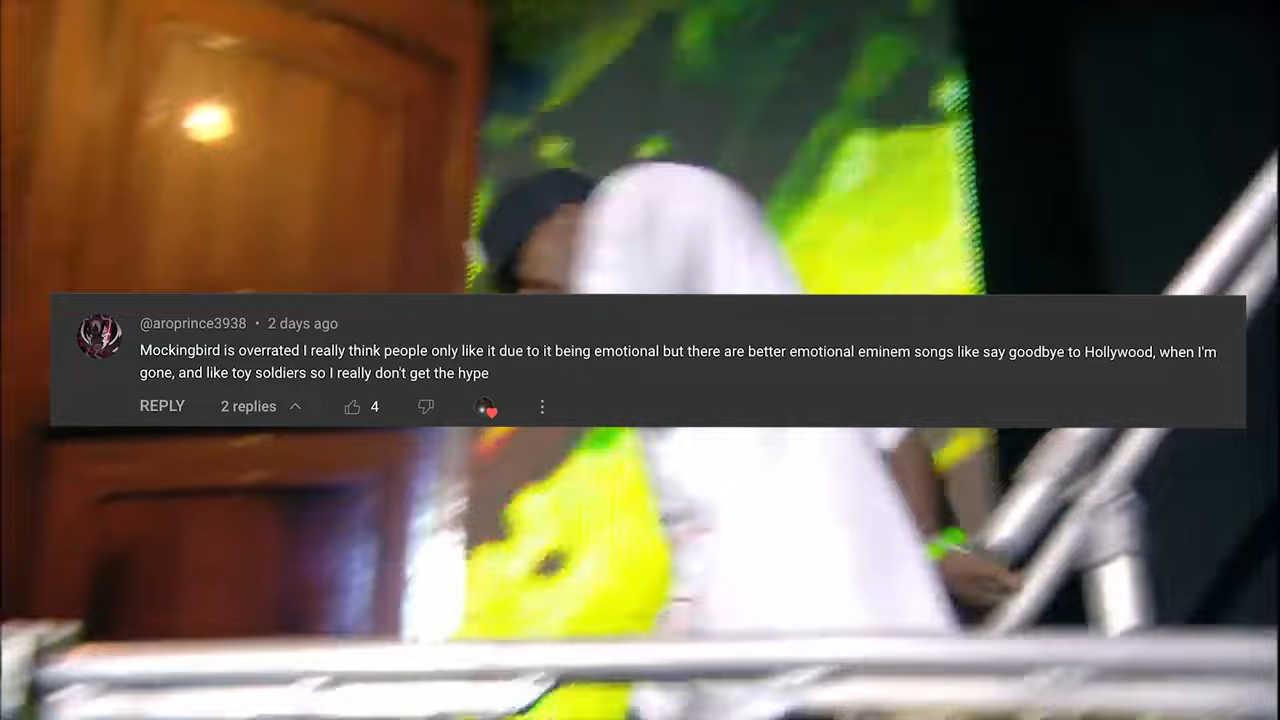 @aroprince3938 • 2 days ago
Mockingbird is overrated I really think people only like it due to it being emotional but there are better emotional eminem songs like say goodbye to Hollywood, when I'm
gone, and like toy soldiers so I really don't get the hype
REPLY 2 replies 4